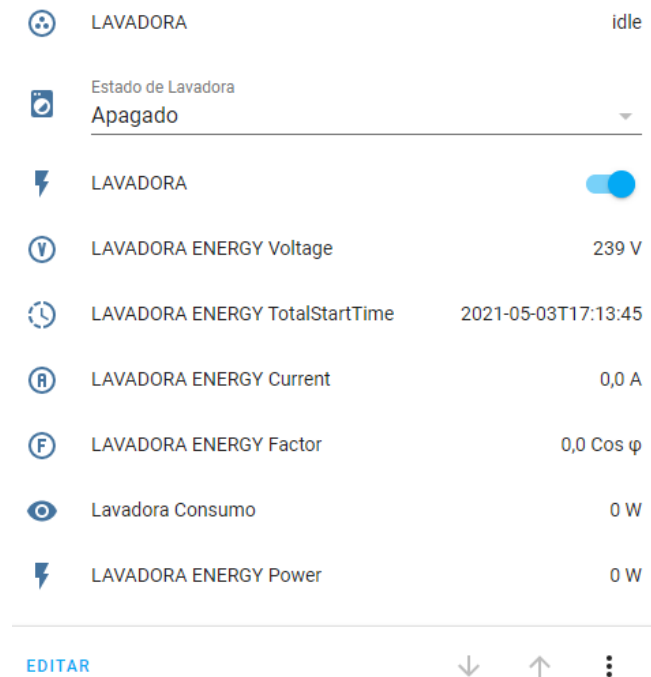 LAVADORA idle
Estado de Lavadora
Apagado
LAVADORA
LAVADORA ENERGY Voltage 239 V
LAVADORA ENERGY TotalStartTime 2021-05-03T17:13:45
LAVADORA ENERGY Current 0,0 A
LAVADORA ENERGY Factor 0,0 Cos φ
Lavadora Consumo 0 W
LAVADORA ENERGY Power 0 W
EDITAR